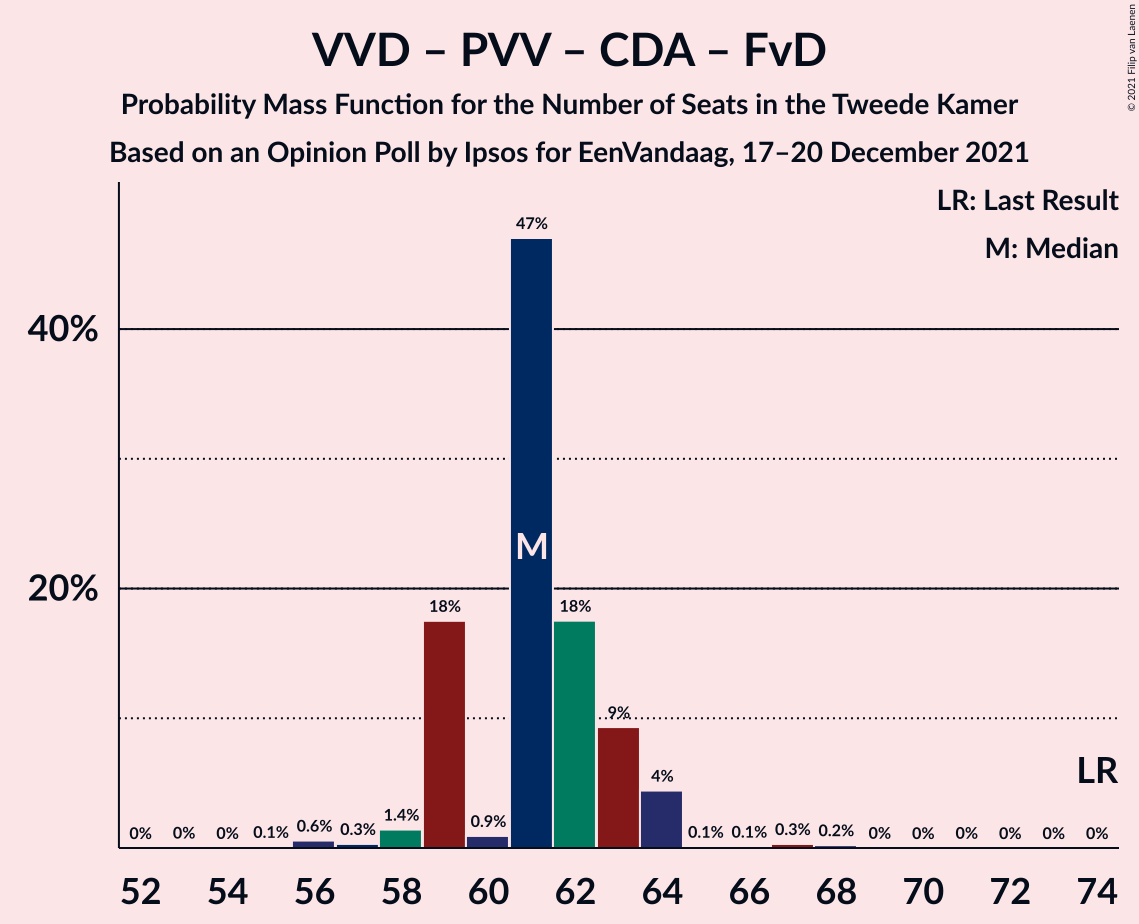 VVD – PVV – CDA – FvD
Probability Mass Function for the Number of Seats in the Tweede Kamer
Based on an Opinion Poll by Ipsos for EenVandaag, 17–20 December 2021
© 2021 Filip van Laenen
LR: Last Result
M: Median
47%
40%
M
20%
18%
18%
9%
4%
LR
0% 0% 0% 0.1% 0.6% 0.3% 1.4% 0.9% 0.1% 0.1% 0.3% 0.2% 0% 0% 0% 0% 0% 0%
52 54 56 58 60 62 64 66 68 70 72 74